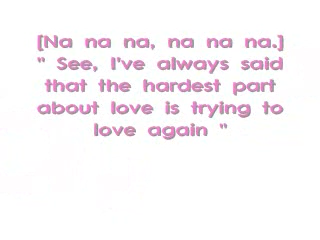 [Na na na, na na na.]
" See, I've always said
that the hardest part
about love is trying to
love again "